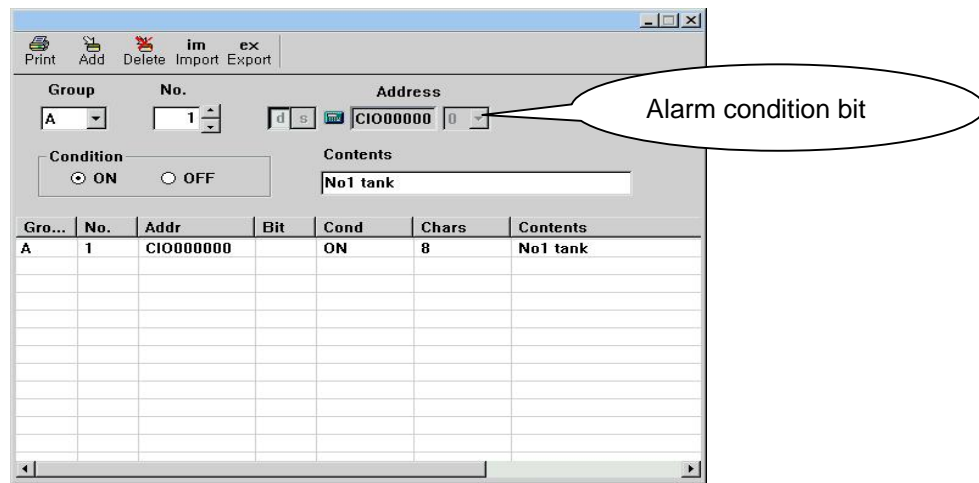 im ex
Print Add Delete Import Export
Group No. Address
A 1 d s CIO00000 0
Alarm condition bit
Condition Contents
ON OFF
No1 tank
Gro... No. Addr Bit Cond Chars Contents
A 1 CIO000000 ON 8 No1 tank